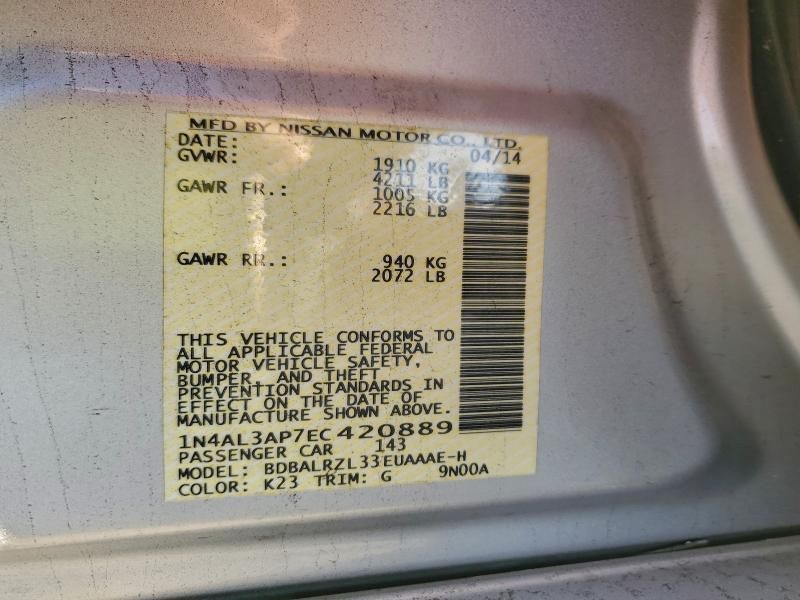 MFD BY NISSAN MOTOR CO., LTD.
DATE: 04/14
GVWR: 1910 KG
4211 LB
GAWR FR.: 1005 KG
2216 LB
GAWR RR.: 940 KG
2072 LB
THIS VEHICLE CONFORMS TO
ALL APPLICABLE FEDERAL
MOTOR VEHICLE SAFETY,
BUMPER, AND THEFT
PREVENTION STANDARDS IN
EFFECT ON THE DATE OF
MANUFACTURE SHOWN ABOVE.
1N4AL3AP7EC420889
PASSENGER CAR 143
MODEL: BDBALRZL33EUAAAE-H
COLOR: K23 TRIM: G 9N00A